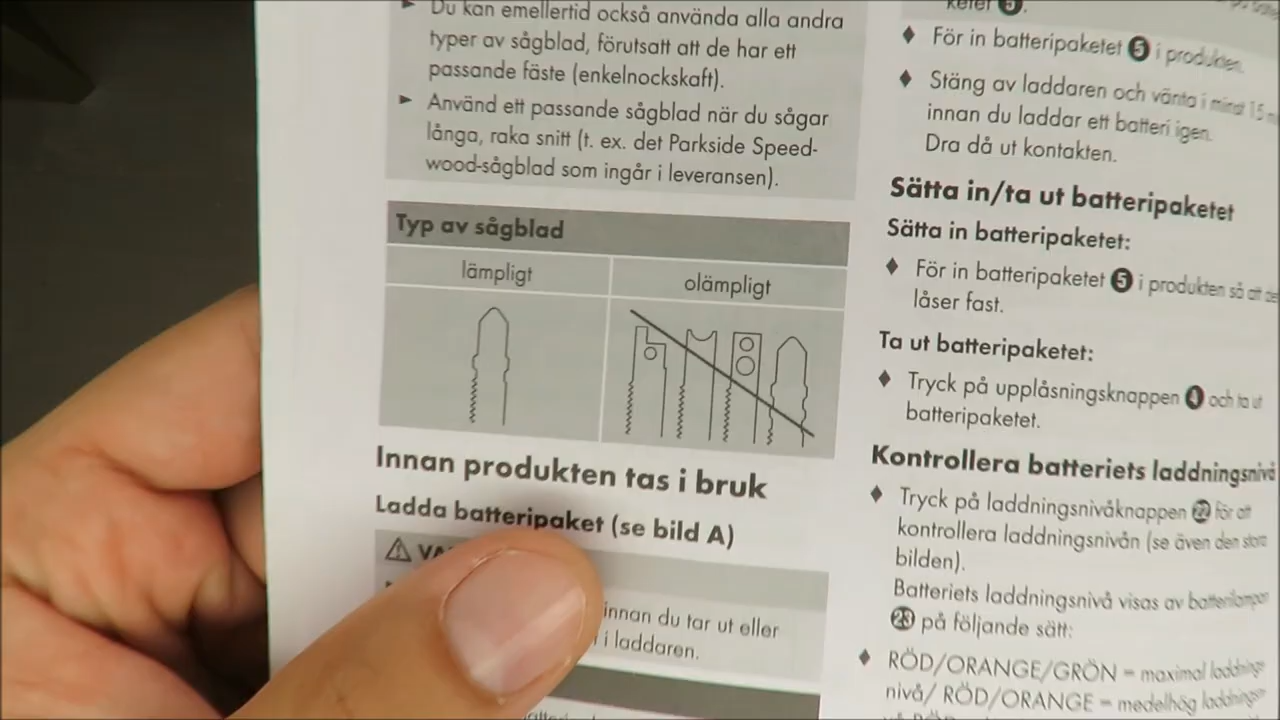 Du kan emellertid också använda alla andra
typer av sågblad, förutsatt att de har ett
passande fäste (enkelnockskaft).
Använd ett passande sågblad när du sågar
långa, raka snitt (t. ex. det Parkside Speed-
wood-sågblad som ingår i leveransen).
Typ av sågblad
lämpligt
olämpligt
Innan produkten tas i bruk
Ladda batteripaket (se bild A)
innan du tar ut eller
i laddaren.
ketet 5.
För in batteripaketet 5 i produkten.
Stäng av laddaren och vänta i minst 15
innan du laddar ett batteri igen.
Dra då ut kontakten.
Sätta in/ta ut batteripaketet
Sätta in batteripaketet:
För in batteripaketet 5 i produkten så att
låser fast.
Ta ut batteripaketet:
Tryck på upplåsningsknappen 4 och ta ut
batteripaketet.
Kontrollera batteriets laddningsnivå
Tryck på laddningsnivåknappen 22 för att
kontrollera laddningsnivån (se även den stora
bilden).
Batteriets laddningsnivå visas av batterilampan
23 på följande sätt:
RÖD/ORANGE/GRÖN = maximal laddnings-
nivå/ RÖD/ORANGE = medelhög laddnings-